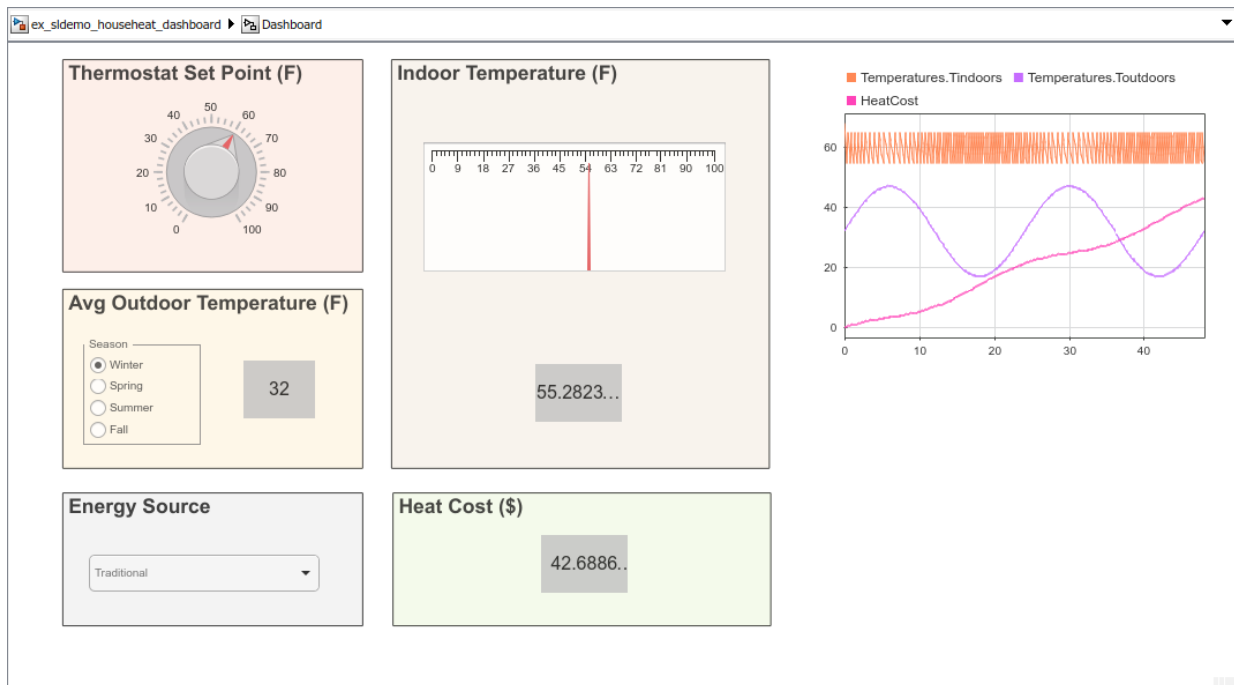 ex_sldemo_househeat_dashboard Dashboard
Thermostat Set Point (F)
0 10 20 30 40 50 60 70 80 90 100
Indoor Temperature (F)
0 9 18 27 36 45 54 63 72 81 90 100
55.2823...
Avg Outdoor Temperature (F)
Season
Winter
Spring
Summer
Fall
32
Energy Source
Traditional
Heat Cost ($)
42.6886..
Temperatures.Tindoors Temperatures.Toutdoors
HeatCost
60
40
20
0
0 10 20 30 40